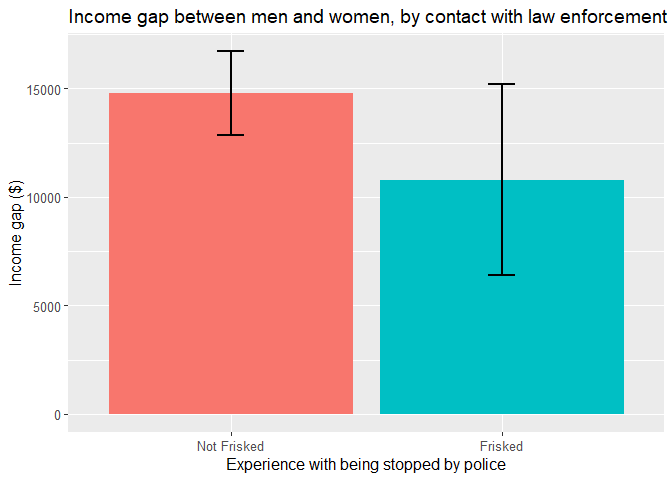 Income gap between men and women, by contact with law enforcement
Income gap ($)
15000
10000
5000
0
Not Frisked
Frisked
Experience with being stopped by police